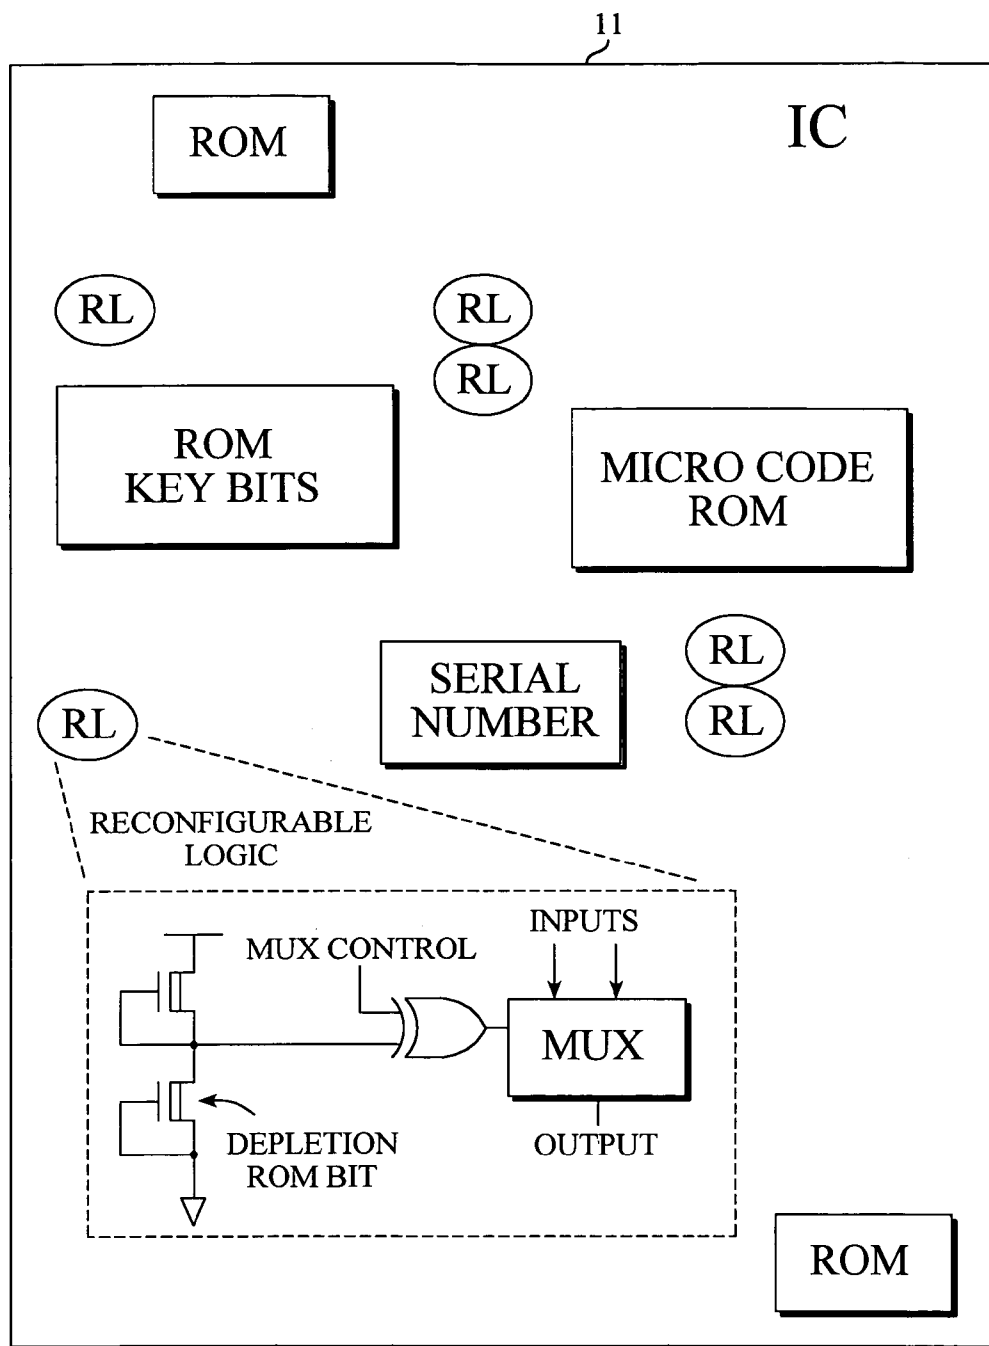 11
IC
ROM
RL
RL
RL
ROM
KEY BITS
MICRO CODE
ROM
SERIAL
NUMBER
RL
RL
RL
RECONFIGURABLE
LOGIC
INPUTS
MUX CONTROL
MUX
DEPLETION
ROM BIT
OUTPUT
ROM